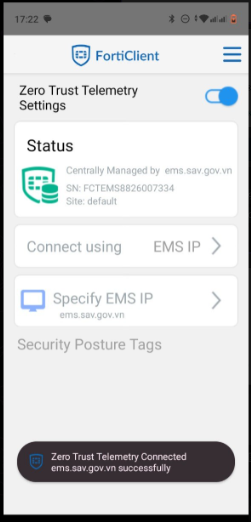 17:22
FortiClient
Zero Trust Telemetry
Settings
Status
Centrally Managed by ems.sav.gov.vn
SN: FCTEMS8826007334
Site: default
Connect using EMS IP
Specify EMS IP
ems.sav.gov.vn
Security Posture Tags
Zero Trust Telemetry Connected
ems.sav.gov.vn successfully